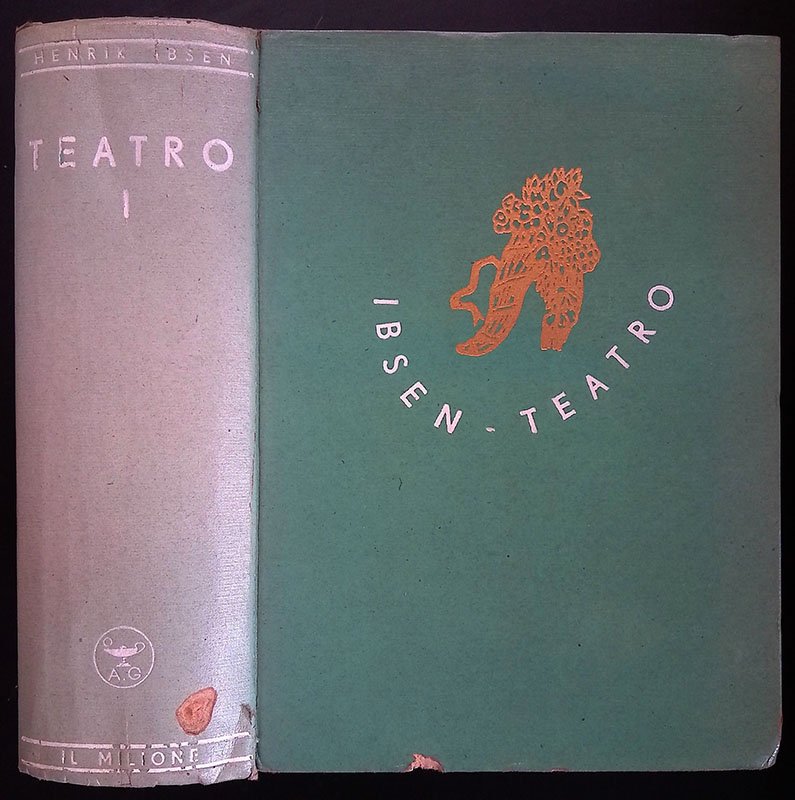 HENRIK IBSEN
TEATRO
I
A.G
IL MILIONE
IBSEN - TEATRO